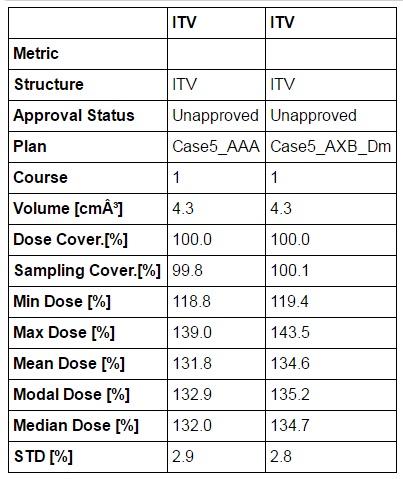 ITV ITV
Metric
Structure ITV ITV
Approval Status Unapproved Unapproved
Plan Case5_AAA Case5_AXB_Dm
Course 1 1
Volume [cmÂ³] 4.3 4.3
Dose Cover.[%] 100.0 100.0
Sampling Cover.[%] 99.8 100.1
Min Dose [%] 118.8 119.4
Max Dose [%] 139.0 143.5
Mean Dose [%] 131.8 134.6
Modal Dose [%] 132.9 135.2
Median Dose [%] 132.0 134.7
STD [%] 2.9 2.8